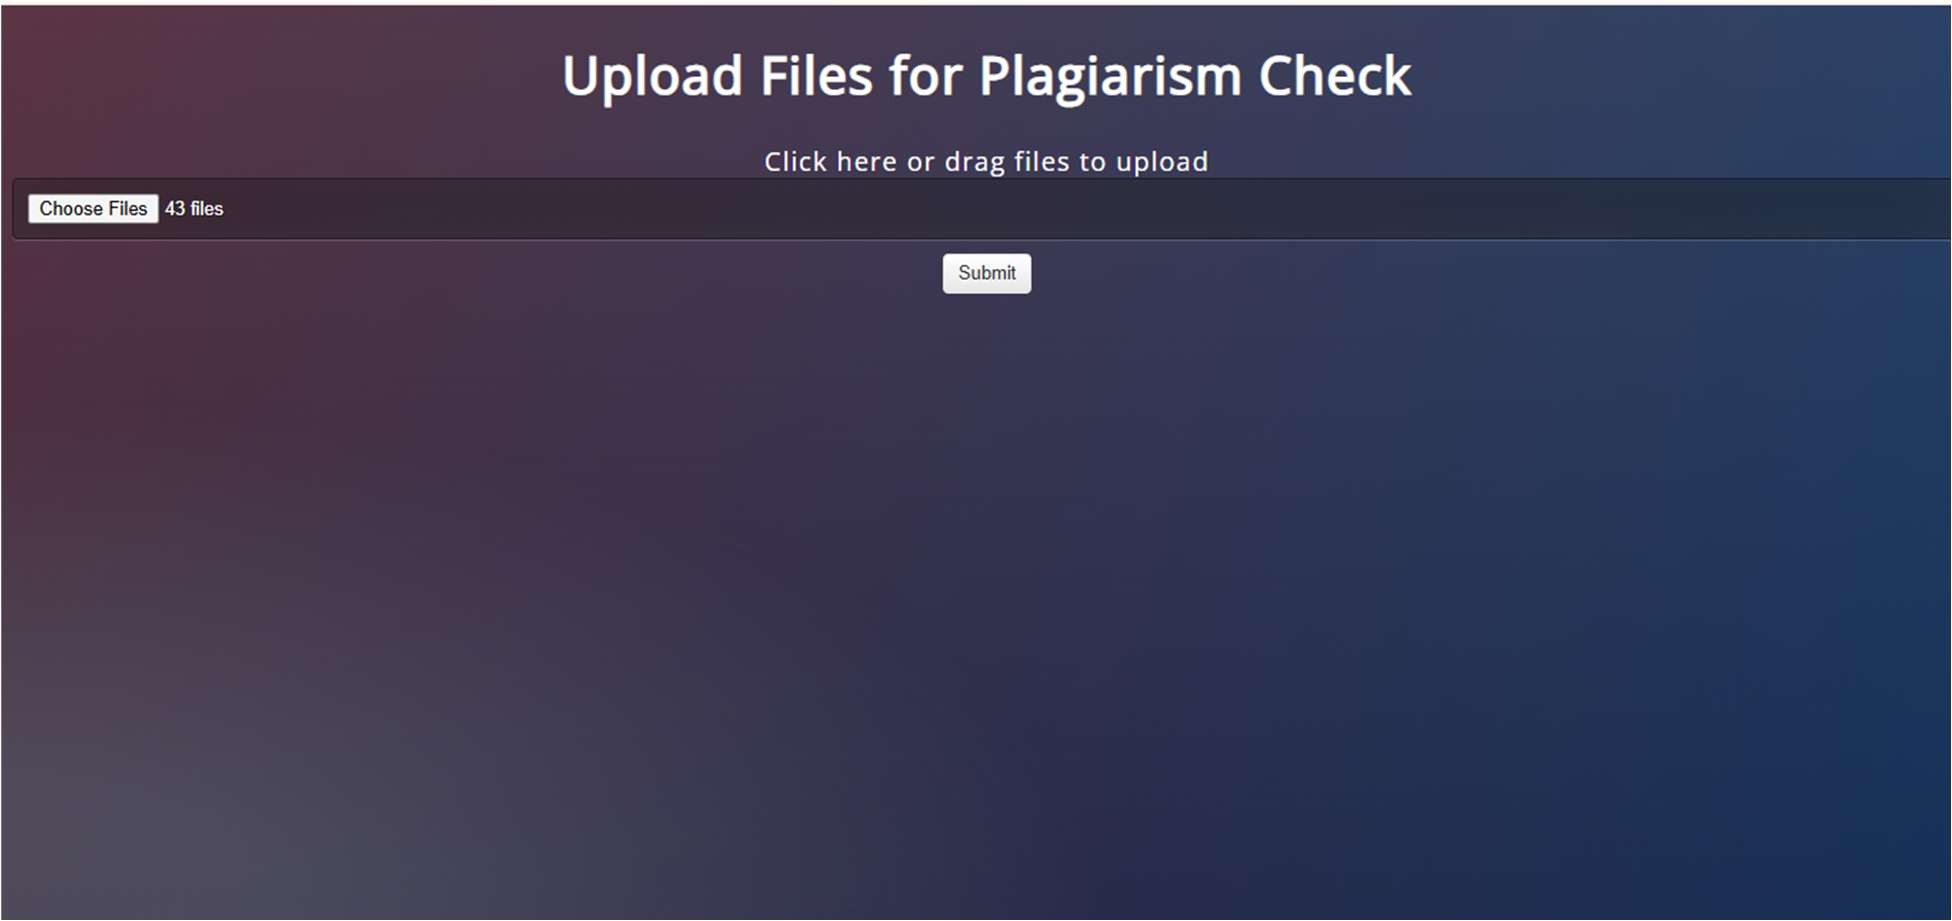 Upload Files for Plagiarism Check
Click here or drag files to upload
Choose Files 43 files
Submit